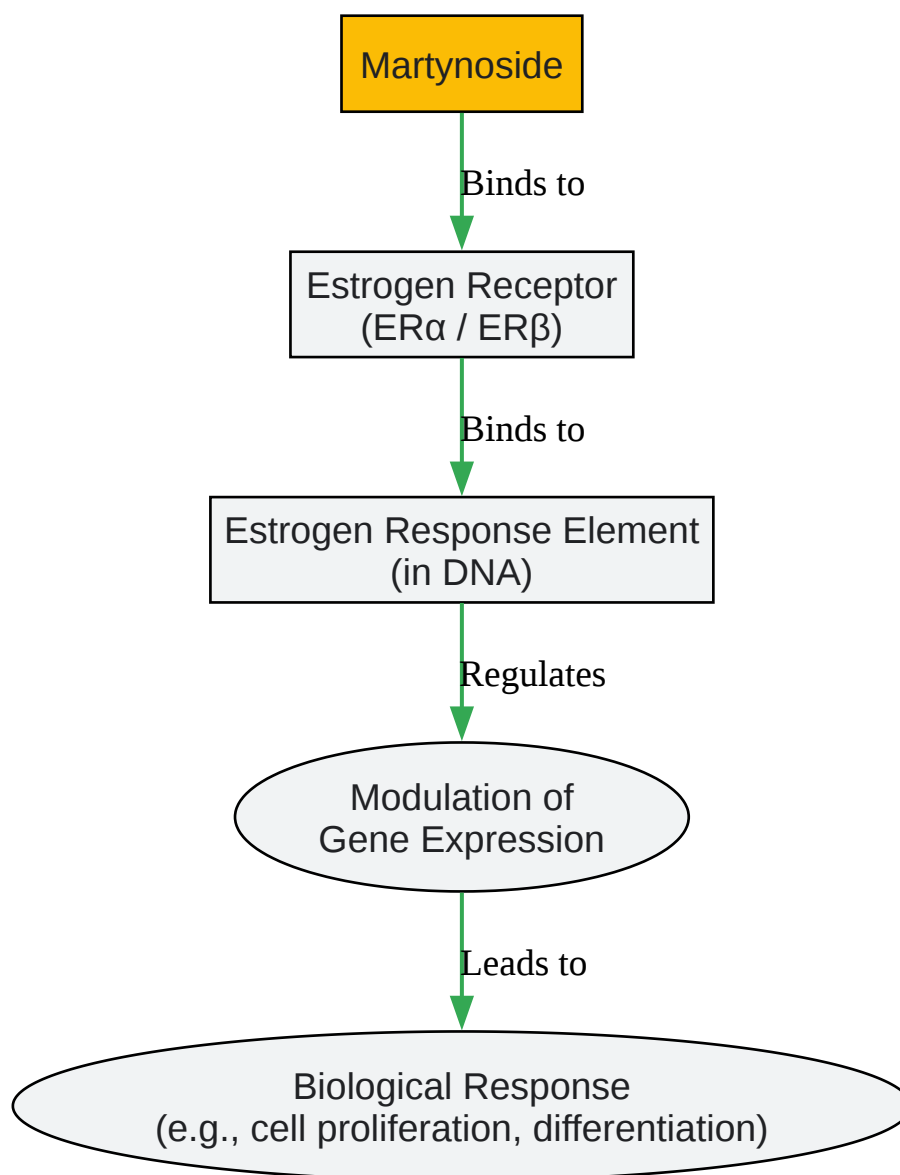 Martynoside
Binds to
Estrogen Receptor
(ERα / ERβ)
Binds to
Estrogen Response Element
(in DNA)
Regulates
Modulation of
Gene Expression
Leads to
Biological Response
(e.g., cell proliferation, differentiation)